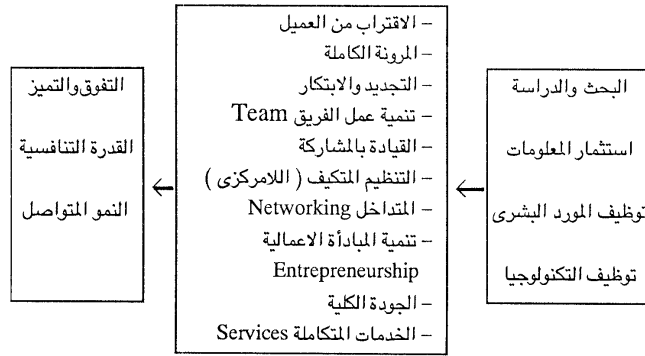 البحث والدراسة
استثمار المعلومات
توظيف المورد البشرى
توظيف التكنولوجيا
– الاقتراب من العميل
– المرونة الكاملة
– التجديد والابتكار
– تنمية عمل الفريق Team
– القيادة بالمشاركة
– التنظيم المتكيف ( اللامركزى )
– المتداخل Networking
– تنمية المبادأة الاعمالية
Entrepreneurship
– الجودة الكلية
– الخدمات المتكاملة Services
التفوق والتميز
القدرة التنافسية
النمو المتواصل